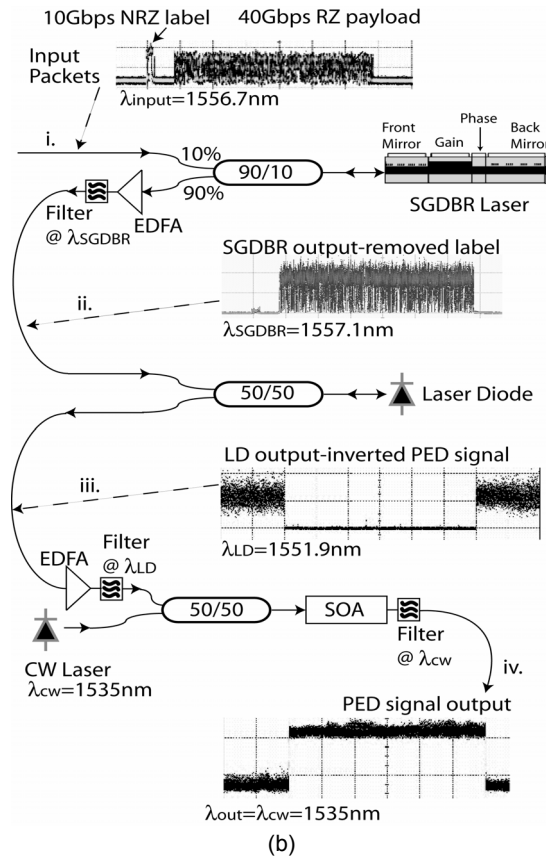 10Gbps NRZ label
40Gbps RZ payload
Input
Packets
λinput=1556.7nm
i.
10%
90%
90/10
Front
Mirror
Gain
Phase
Back
Mirror
SGDBR Laser
Filter
@ λSGDBR
EDFA
SGDBR output-removed label
ii.
λSGDBR=1557.1nm
50/50
Laser Diode
LD output-inverted PED signal
iii.
λLD=1551.9nm
EDFA
Filter
@ λLD
50/50
SOA
Filter
@ λcw
CW Laser
λcw=1535nm
iv.
PED signal output
λout=λcw=1535nm
(b)